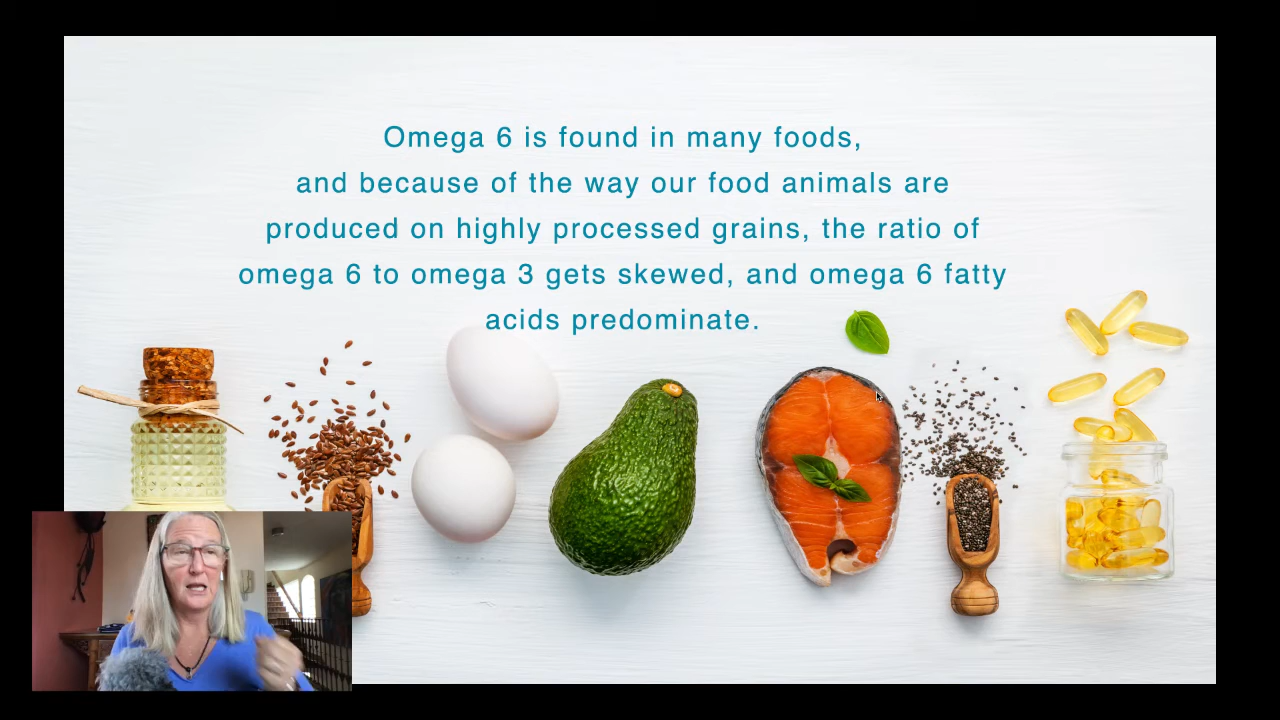 Omega 6 is found in many foods,
and because of the way our food animals are
produced on highly processed grains, the ratio of
omega 6 to omega 3 gets skewed, and omega 6 fatty
acids predominate.